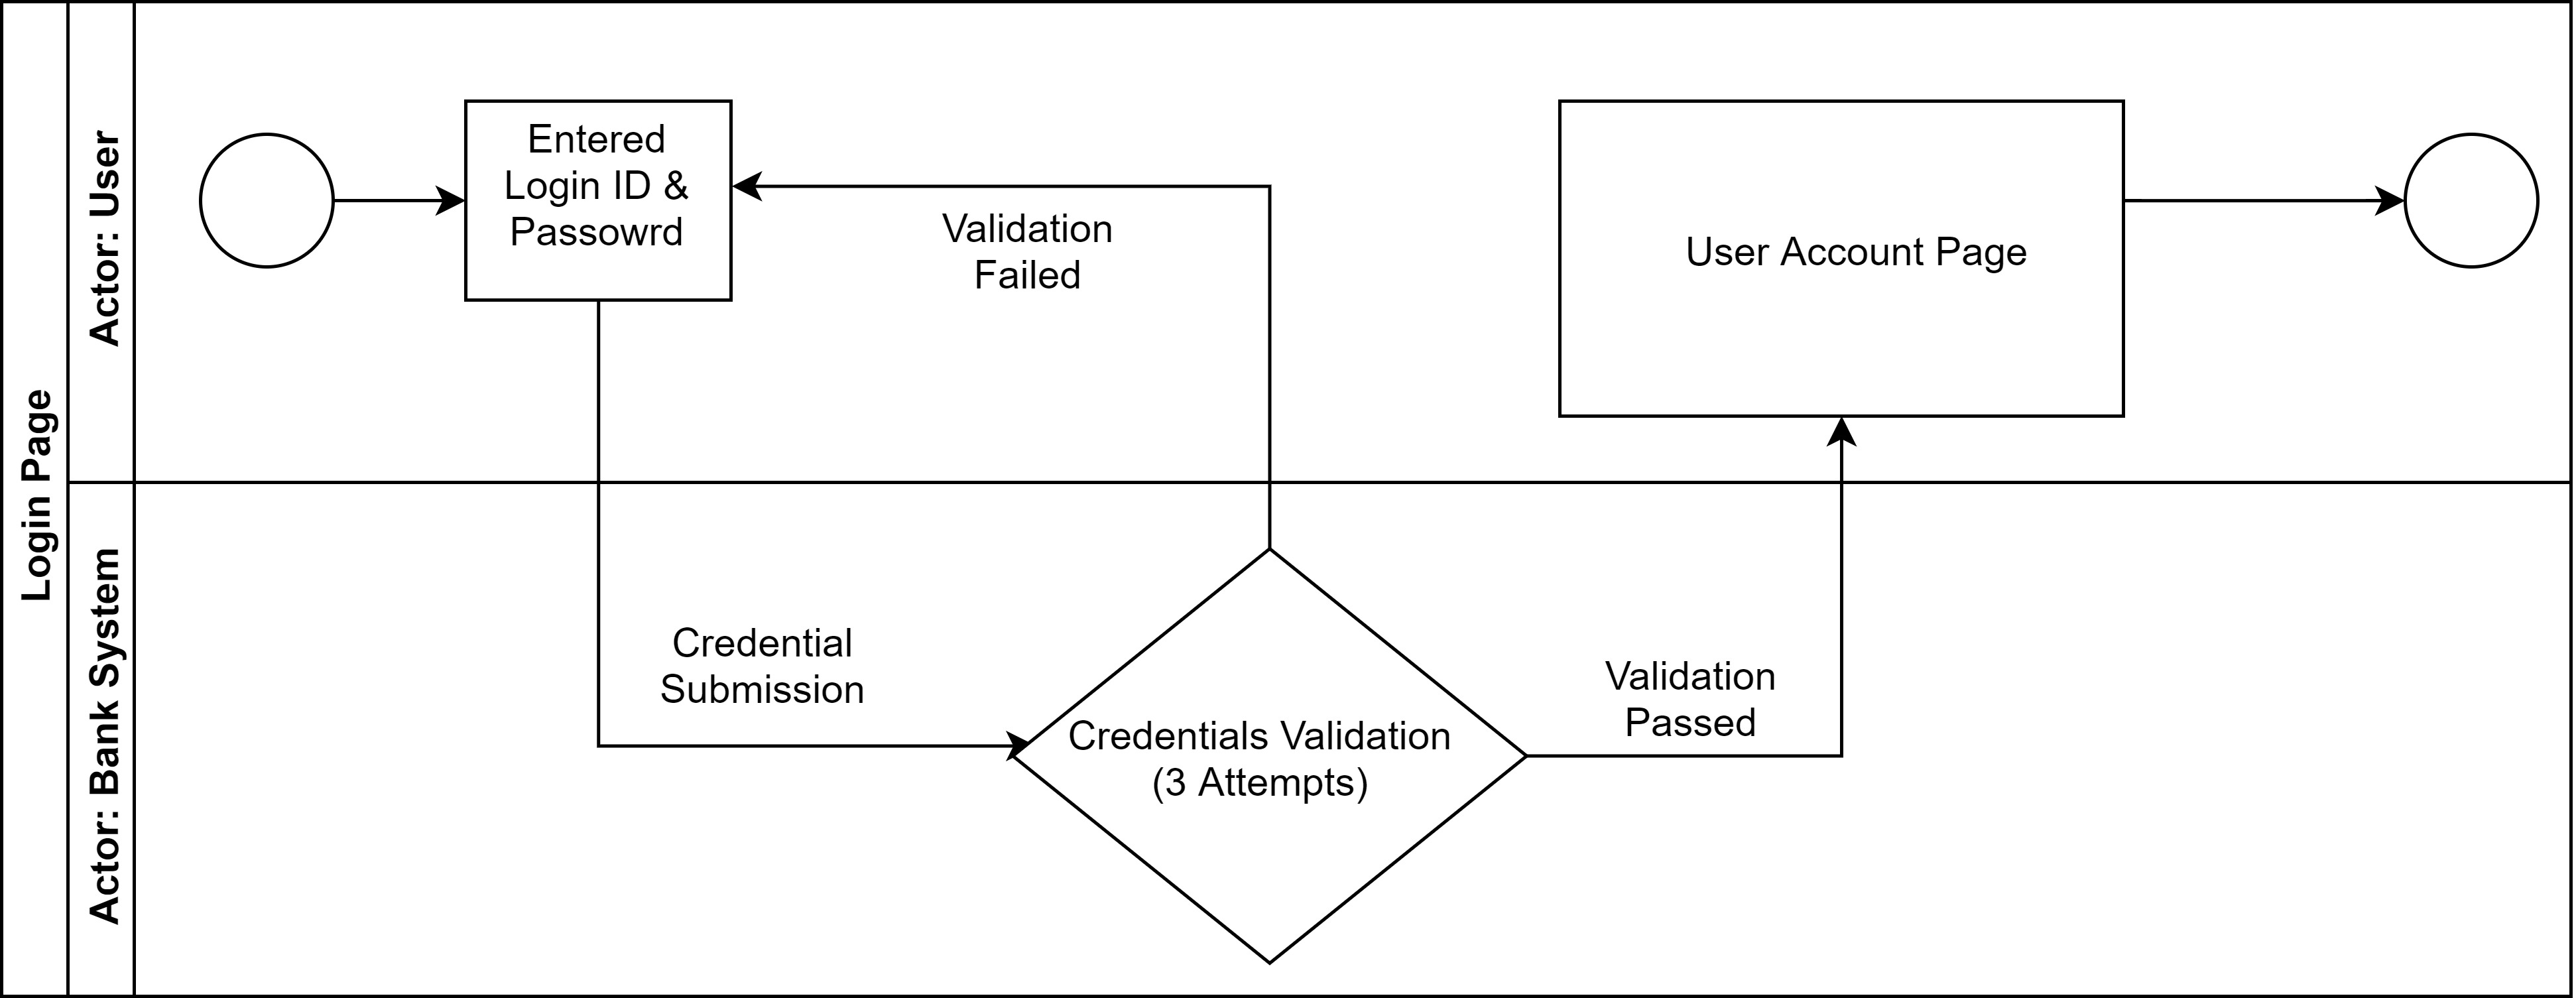 Login Page
Actor: User
Entered
Login ID &
Passowrd
Validation
Failed
User Account Page
Actor: Bank System
Credential
Submission
Credentials Validation
(3 Attempts)
Validation
Passed